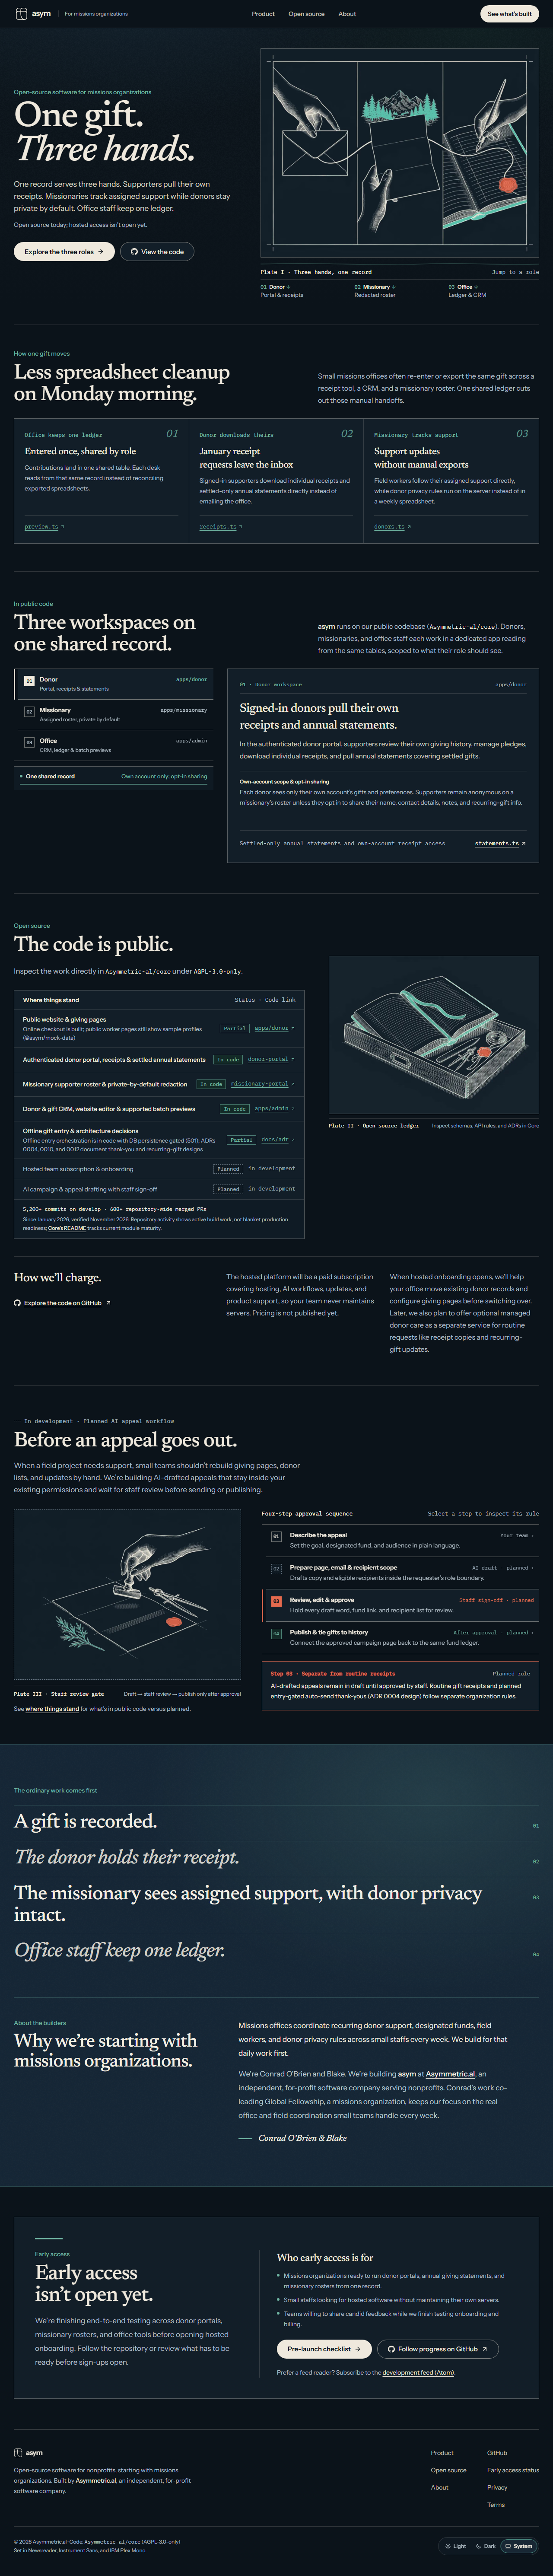 asym
For missions organizations
Product
Open source
About
See what's built
Open-source software for missions organizations
One gift.
Three hands.
One record serves three hands. Supporters pull their own
receipts. Missionaries track assigned support while donors stay
private by default. Office staff keep one ledger.
Open source today; hosted access isn't open yet.
Explore the three roles →
View the code
Plate I · Three hands, one record
Jump to a role
01 Donor ↓
Portal & receipts
02 Missionary ↓
Redacted roster
03 Office ↓
Ledger & CRM
How one gift moves
Less spreadsheet cleanup
on Monday morning.
Small missions offices often re-enter or export the same gift across a
receipt tool, a CRM, and a missionary roster. One shared ledger cuts
out those manual handoffs.
Office keeps one ledger
01
Entered once, shared by role
Contributions land in one shared table. Each desk
reads from that same record instead of reconciling
exported spreadsheets.
preview.ts ↗
Donor downloads theirs
02
January receipt
requests leave the inbox
Signed-in supporters download individual receipts and
settled-only annual statements directly instead of
emailing the office.
receipts.ts ↗
Missionary tracks support
03
Support updates
without manual exports
Field workers follow their assigned support directly,
while donor privacy rules run on the server instead of in
a weekly spreadsheet.
donors.ts ↗
In public code
Three workspaces on
one shared record.
asym runs on our public codebase (Asymmetric-al/core). Donors,
missionaries, and office staff each work in a dedicated app reading
from the same tables, scoped to what their role should see.
01
Donor
apps/donor
Portal, receipts & statements
02
Missionary
apps/missionary
Assigned roster, private by default
03
Office
apps/admin
CRM, ledger & batch previews
One shared record
Own account only; opt-in sharing
01 · Donor workspace
apps/donor
Signed-in donors pull their own
receipts and annual statements.
In the authenticated donor portal, supporters review their own giving history, manage pledges,
download individual receipts, and pull annual statements covering settled gifts.
Own-account scope & opt-in sharing
Each donor sees only their own account's gifts and preferences. Supporters remain anonymous on a
missionary's roster unless they opt in to share their name, contact details, notes, and recurring-gift info.
Settled-only annual statements and own-account receipt access
statements.ts ↗
Open source
The code is public.
Inspect the work directly in Asymmetric-al/core under AGPL-3.0-only.
Where things stand
Status · Code link
Public website & giving pages
Online checkout is built; public worker pages still show sample profiles
(@asym/mock-data)
Partial
apps/donor
Authenticated donor portal, receipts & settled annual statements
In code
donor-portal
Missionary supporter roster & private-by-default redaction
In code
missionary-portal
Donor & gift CRM, website editor & supported batch previews
In code
apps/admin
Offline gift entry & architecture decisions
Offline entry orchestration is in code with DB persistence gated (501); ADRs
0004, 0010, and 0012 document thank-you and recurring-gift designs
Partial
docs/adr
Hosted team subscription & onboarding
Planned
in development
AI campaign & appeal drafting with staff sign-off
Planned
in development
5,200+ commits on develop · 600+ repository-wide merged PRs
Since January 2026, verified November 2026. Repository activity shows active build work, not blanket production
readiness; Core's README tracks current module maturity.
Plate II · Open-source ledger
Inspect schemas, API rules, and ADRs in Core
How we'll charge.
Explore the code on GitHub ↗
The hosted platform will be a paid subscription
covering hosting, AI workflows, updates, and
product support, so your team never maintains
servers. Pricing is not published yet.
When hosted onboarding opens, we'll help
your office move existing donor records and
configure giving pages before switching over.
Later, we also plan to offer optional managed
donor care as a separate service for routine
requests like receipt copies and recurring-
gift updates.
In development · Planned AI appeal workflow
Before an appeal goes out.
When a field project needs support, small teams shouldn't rebuild giving pages, donor
lists, and updates by hand. We're building AI-drafted appeals that stay inside your
existing permissions and wait for staff review before sending or publishing.
Plate III · Staff review gate
Draft → staff review → publish only after approval
See where things stand for what's in public code versus planned.
Four-step approval sequence
Select a step to inspect its rule
01
Describe the appeal
Your team
Set the goal, designated fund, and audience in plain language.
02
Prepare page, email & recipient scope
AI draft · planned
Drafts copy and eligible recipients inside the requester's role boundary.
03
Review, edit & approve
Staff sign-off · planned
Hold every draft word, fund link, and recipient list for review.
04
Publish & tie gifts to history
After approval · planned
Connect the approved campaign page back to the same fund ledger.
Step 03 · Separate from routine receipts
Planned rule
AI-drafted appeals remain in draft until approved by staff. Routine gift receipts and planned
entry-gated auto-send thank-yous (ADR 0004 design) follow separate organization rules.
The ordinary work comes first
A gift is recorded.
01
The donor holds their receipt.
02
The missionary sees assigned support, with donor privacy
intact.
03
Office staff keep one ledger.
04
About the builders
Why we're starting with
missions organizations.
Missions offices coordinate recurring donor support, designated funds, field
workers, and donor privacy rules across small staffs every week. We build for that
daily work first.
We're Conrad O'Brien and Blake. We're building asym at Asymmetric.al, an
independent, for-profit software company serving nonprofits. Conrad's work co-
leading Global Fellowship, a missions organization, keeps our focus on the real
office and field coordination small teams handle every week.
Conrad O'Brien & Blake
Early access
Early access
isn't open yet.
We're finishing end-to-end testing across donor portals,
missionary rosters, and office tools before opening hosted
onboarding. Follow the repository or review what has to be
ready before sign-ups open.
Who early access is for
Missions organizations ready to run donor portals, annual giving statements, and
missionary rosters from one record.
Small staffs looking for hosted software without maintaining their own servers.
Teams willing to share candid feedback while we finish testing onboarding and
billing.
Pre-launch checklist →
Follow progress on GitHub ↗
Prefer a feed reader? Subscribe to the development feed (Atom).
asym
Open-source software for nonprofits, starting with missions
organizations. Built by Asymmetric.al, an independent, for-profit
software company.
Product
Open source
About
GitHub
Early access status
Privacy
Terms
© 2026 Asymmetric.al · Code: Asymmetric-al/core (AGPL-3.0-only)
Set in Newsreader, Instrument Sans, and IBM Plex Mono.
Light
Dark
System